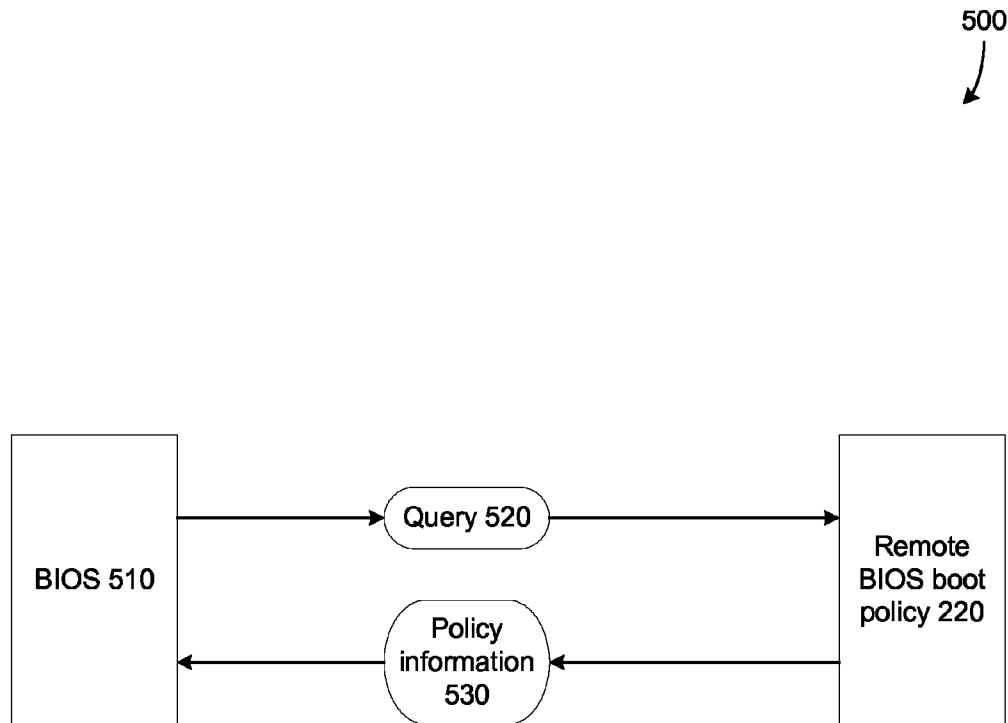 500
Query 520
BIOS 510
Remote
BIOS boot
policy 220
Policy
information
530